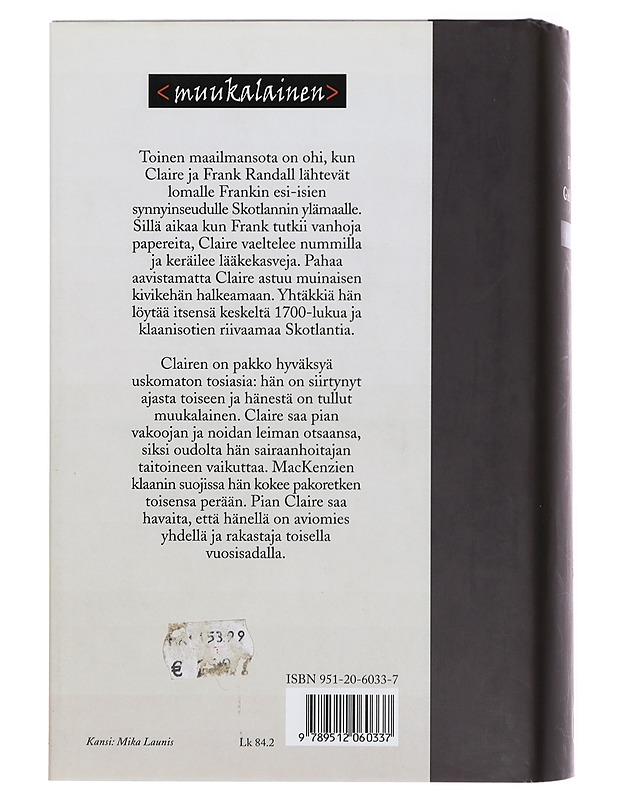 <muukalainen>
Toinen maailmansota on ohi, kun
Claire ja Frank Randall lähtevät
lomalle Frankin esi-isien
synnyinseudulle Skotlannin ylämaalle.
Sillä aikaa kun Frank tutkii vanhoja
papereita, Claire vaeltelee nummilla
ja keräilee lääkekasveja. Pahaa
aavistamatta Claire astuu muinaisen
kivikehän halkeamaan. Yhtäkkiä hän
löytää itsensä keskeltä 1700-lukua ja
klaanisotien riivaamaa Skotlantia.
Clairen on pakko hyväksyä
uskomaton tosiasia: hän on siirtynyt
ajasta toiseen ja hänestä on tullut
muukalainen. Claire saa pian
vakoojan ja noidan leiman otsaansa,
siksi oudolta hän sairaanhoitajan
taitoineen vaikuttaa. MacKenzien
klaanin suojissa hän kokee pakoretken
toisensa perään. Pian Claire saa
havaita, että hänellä on aviomies
yhdellä ja rakastaja toisella
vuosisadalla.
53.99
€
ISBN 951-20-6033-7
9 789512 060337
Kansi: Mika Launis
Lk 84.2